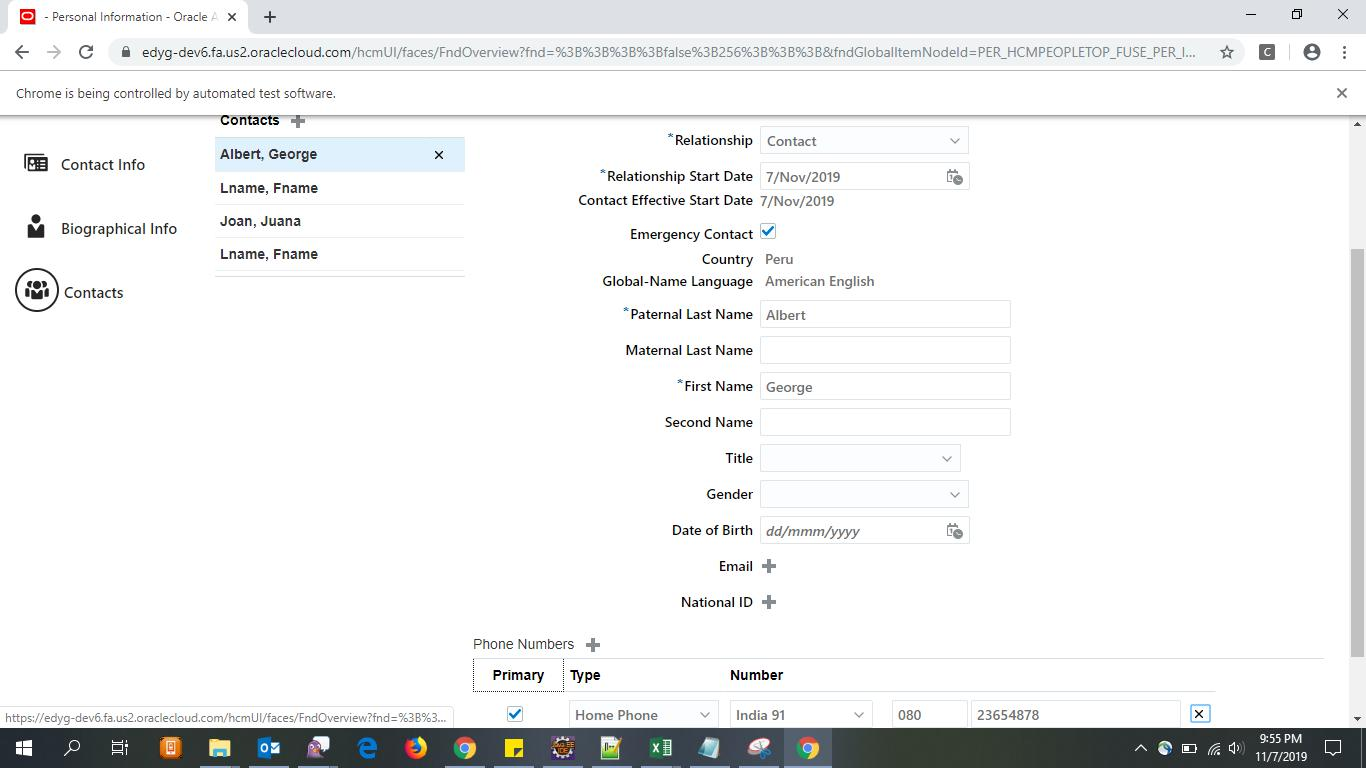 - Personal Information - Oracle A
edyg-dev6.fa.us2.oraclecloud.com/hcmUI/faces/FndOverview?fnd=%3B%3B%3B%3Bfalse%3B256%3B%3B%3B&fndGlobalItemNodeId=PER_HCMPEOPLETOP_FUSE_PER_I...
C
Chrome is being controlled by automated test software.
Contact Info
Biographical Info
Contacts
Contacts
Albert, George
Lname, Fname
Joan, Juana
Lname, Fname
*Relationship Contact
*Relationship Start Date 7/Nov/2019
Contact Effective Start Date 7/Nov/2019
Emergency Contact
Country Peru
Global-Name Language American English
*Paternal Last Name Albert
Maternal Last Name
*First Name George
Second Name
Title
Gender
Date of Birth dd/mmm/yyyy
Email
National ID
Phone Numbers
Primary Type Number
Home Phone India 91 080 23654878
https://edyg-dev6.fa.us2.oraclecloud.com/hcmUI/faces/FndOverview?fnd=%3B%3...
9:55 PM
11/7/2019